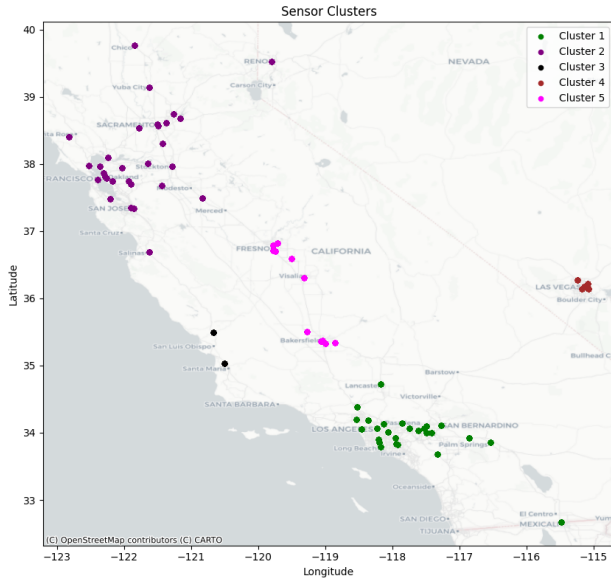 Sensor Clusters
Cluster 1
Cluster 2
Cluster 3
Cluster 4
Cluster 5
Chico
RENO
NEVADA
Yuba City
Carson City
SACRAMENTO
Oakland
Stockton
Modesto
SAN JOSE
Merced
Santa Cruz
Salinas
FRESNO
CALIFORNIA
Visalia
LAS VEGAS
Boulder City
San Luis Obispo
Bakersfield
Santa Maria
Lancaster
Barstow
Bullhead C
SANTA BARBARA
Victorville
LOS ANGELES
SAN BERNARDINO
Long Beach
Irvine
Palm Springs
Oceanside
SAN DIEGO
El Centro
TIJUANA
MEXICALI
Yum
(C) OpenStreetMap contributors (C) CARTO
40
39
38
37
36
35
34
33
Latitude
−123
−122
−121
−120
−119
−118
−117
−116
−115
Longitude